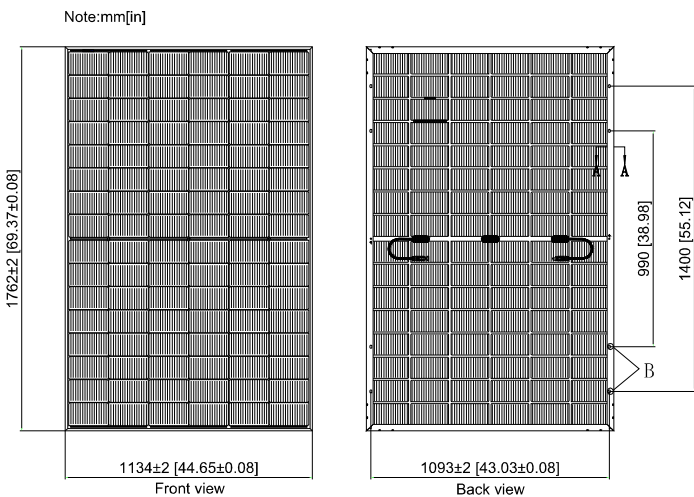 Note:mm[in]
1762±2 [69.37±0.08]
A A
990 [38.98]
1400 [55.12]
B
1134±2 [44.65±0.08]
Front view
1093±2 [43.03±0.08]
Back view